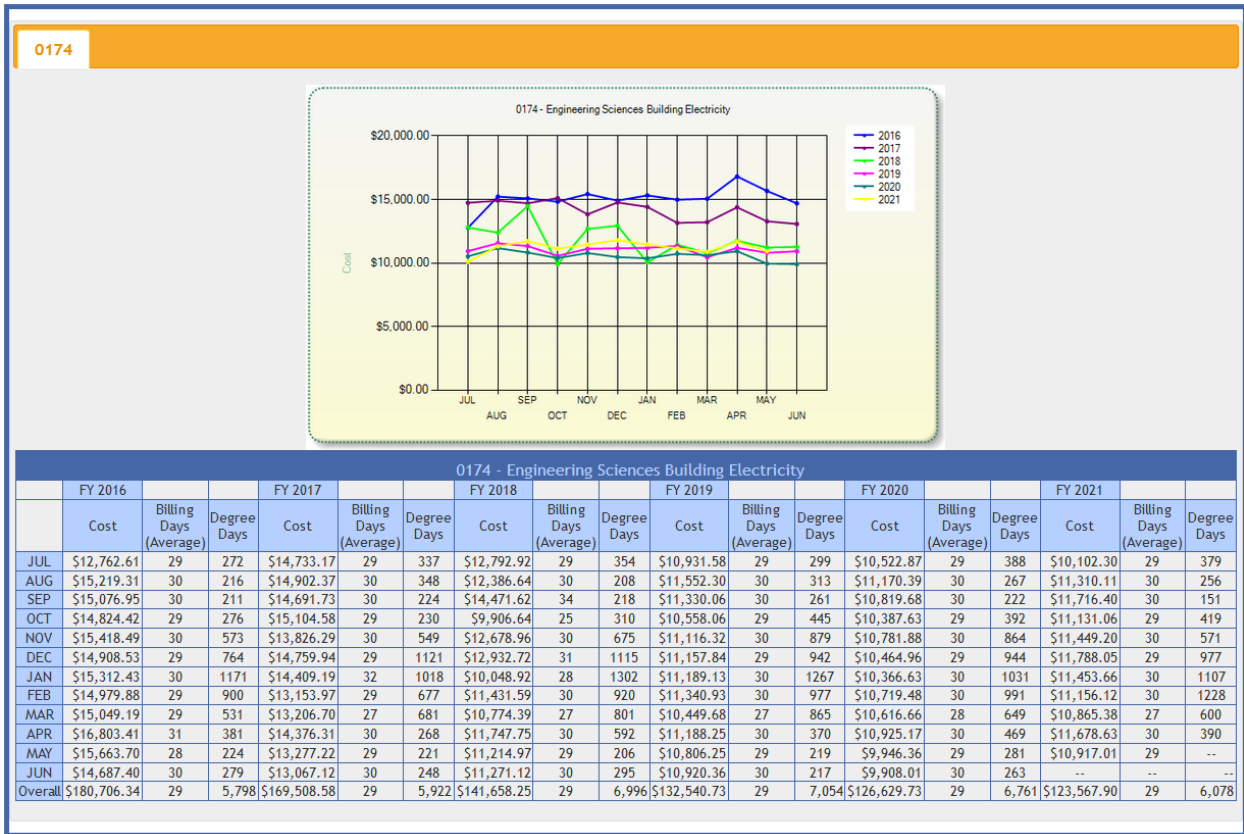 0174
0174 - Engineering Sciences Building Electricity
$20,000.00
$15,000.00
$10,000.00
$5,000.00
$0.00
Cost
2016
2017
2018
2019
2020
2021
JUL SEP NOV JAN MAR MAY
AUG OCT DEC FEB APR JUN
0174 - Engineering Sciences Building Electricity
FY 2016 FY 2017 FY 2018 FY 2019 FY 2020 FY 2021
Cost Billing Days (Average) Degree Days Cost Billing Days (Average) Degree Days Cost Billing Days (Average) Degree Days Cost Billing Days (Average) Degree Days Cost Billing Days (Average) Degree Days Cost Billing Days (Average) Degree Days
JUL $12,762.61 29 272 $14,733.17 29 337 $12,792.92 29 354 $10,931.58 29 299 $10,522.87 29 388 $10,102.30 29 379
AUG $15,219.31 30 216 $14,902.37 30 348 $12,386.64 30 208 $11,552.30 30 313 $11,170.39 30 267 $11,310.11 30 256
SEP $15,076.95 30 211 $14,691.73 30 224 $14,471.62 34 218 $11,330.06 30 261 $10,819.68 30 222 $11,716.40 30 151
OCT $14,824.42 29 276 $15,104.58 29 230 $9,906.64 25 310 $10,558.06 29 445 $10,387.63 29 392 $11,131.06 29 419
NOV $15,418.49 30 573 $13,826.29 30 549 $12,678.96 30 675 $11,116.32 30 879 $10,781.88 30 864 $11,449.20 30 571
DEC $14,908.53 29 764 $14,759.94 29 1121 $12,932.72 31 1115 $11,157.84 29 942 $10,464.96 29 944 $11,788.05 29 977
JAN $15,312.43 30 1171 $14,409.19 32 1018 $10,048.92 28 1302 $11,189.13 30 1267 $10,366.63 30 1031 $11,453.66 30 1107
FEB $14,979.88 29 900 $13,153.97 29 677 $11,431.59 30 920 $11,340.93 30 977 $10,719.48 30 991 $11,156.12 30 1228
MAR $15,049.19 29 531 $13,206.70 27 681 $10,774.39 27 801 $10,449.68 27 865 $10,616.66 28 649 $10,865.38 27 600
APR $16,803.41 31 381 $14,376.31 30 268 $11,747.75 30 592 $11,188.25 30 370 $10,925.17 30 469 $11,678.63 30 390
MAY $15,663.70 28 224 $13,277.22 29 221 $11,214.97 29 206 $10,806.25 29 219 $9,946.36 29 281 $10,917.01 29 --
JUN $14,687.40 30 279 $13,067.12 30 248 $11,271.12 30 295 $10,920.36 30 217 $9,908.01 30 263 -- -- --
Overall $180,706.34 29 5,798 $169,508.58 29 5,922 $141,658.25 29 6,996 $132,540.73 29 7,054 $126,629.73 29 6,761 $123,567.90 29 6,078